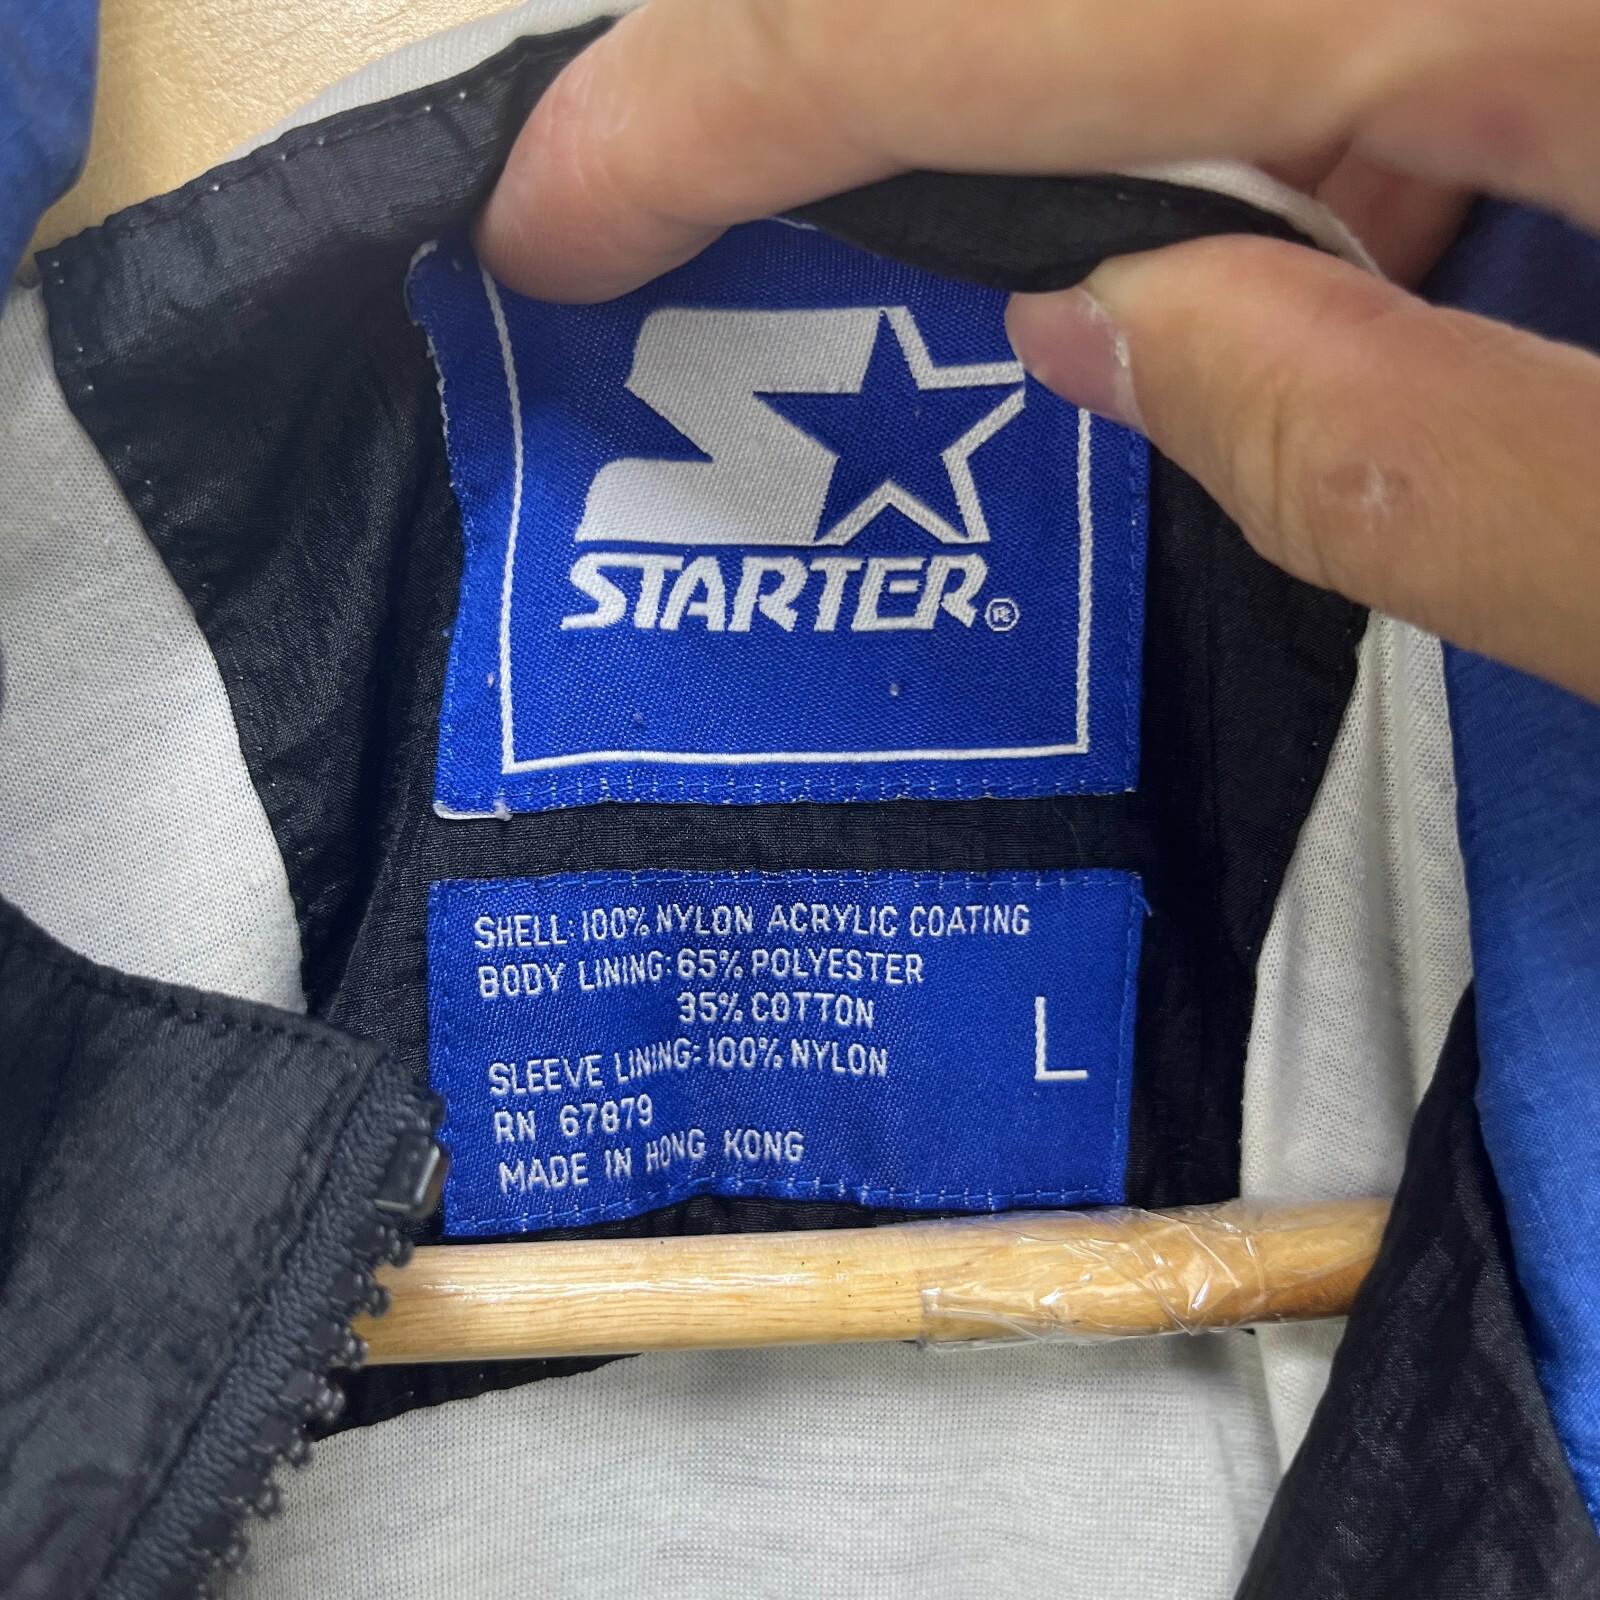 STARTER®
SHELL: 100% NYLON ACRYLIC COATING
BODY LINING: 65% POLYESTER
35% COTTON
L
SLEEVE LINING: 100% NYLON
RN 67879
MADE IN HONG KONG